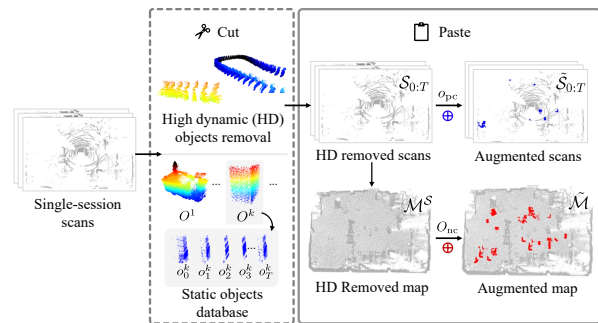 Cut
Paste
High dynamic (HD)
objects removal
Single-session
scans
O^1
O^k
...
...
o_0^k o_1^k o_2^k o_3^k ... o_T^k
Static objects
database
S_{0:T}
o_pc
⊕
S̃_{0:T}
HD removed scans
Augmented scans
M^S
O_nc
⊕
M̃
HD Removed map
Augmented map